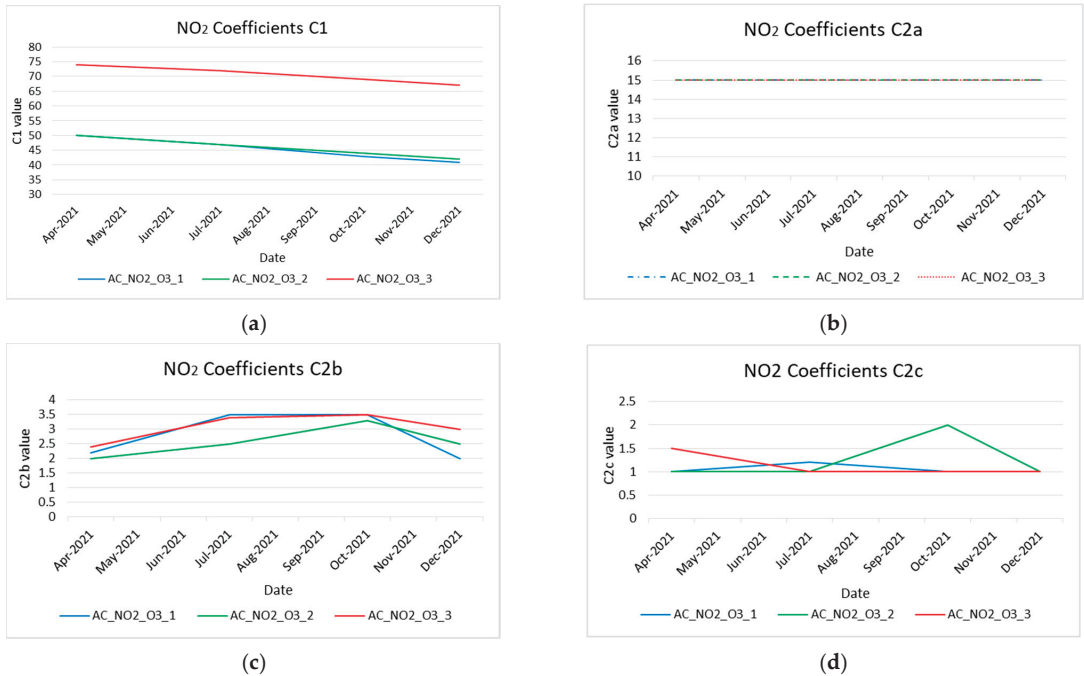 NO₂ Coefficients C1
C1 value
80
75
70
65
60
55
50
45
40
35
30
Apr-2021
May-2021
Jun-2021
Jul-2021
Aug-2021
Sep-2021
Oct-2021
Nov-2021
Dec-2021
Date
AC_NO2_O3_1 AC_NO2_O3_2 AC_NO2_O3_3
(a)
NO₂ Coefficients C2a
C2a value
16
15
14
13
12
11
10
Apr-2021
May-2021
Jun-2021
Jul-2021
Aug-2021
Sep-2021
Oct-2021
Nov-2021
Dec-2021
Date
AC_NO2_O3_1 AC_NO2_O3_2 AC_NO2_O3_3
(b)
NO₂ Coefficients C2b
C2b value
4
3.5
3
2.5
2
1.5
1
0.5
0
Apr-2021
May-2021
Jun-2021
Jul-2021
Aug-2021
Sep-2021
Oct-2021
Nov-2021
Dec-2021
Date
AC_NO2_O3_1 AC_NO2_O3_2 AC_NO2_O3_3
(c)
NO2 Coefficients C2c
C2c value
2.5
2
1.5
1
0.5
0
Apr-2021
May-2021
Jun-2021
Jul-2021
Aug-2021
Sep-2021
Oct-2021
Nov-2021
Dec-2021
Date
AC_NO2_O3_1 AC_NO2_O3_2 AC_NO2_O3_3
(d)